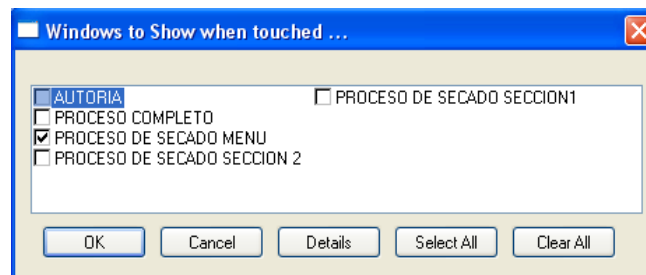 Windows to Show when touched ...
AUTORIA
PROCESO DE SECADO SECCION1
PROCESO COMPLETO
PROCESO DE SECADO MENU
PROCESO DE SECADO SECCION 2
OK Cancel Details Select All Clear All